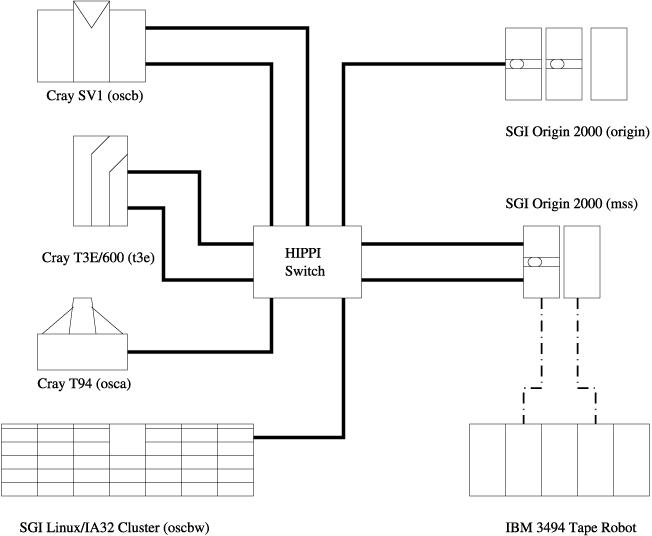 Cray SV1 (oscb)
SGI Origin 2000 (origin)
SGI Origin 2000 (mss)
Cray T3E/600 (t3e)
HIPPI
Switch
Cray T94 (osca)
SGI Linux/IA32 Cluster (oscbw)
IBM 3494 Tape Robot